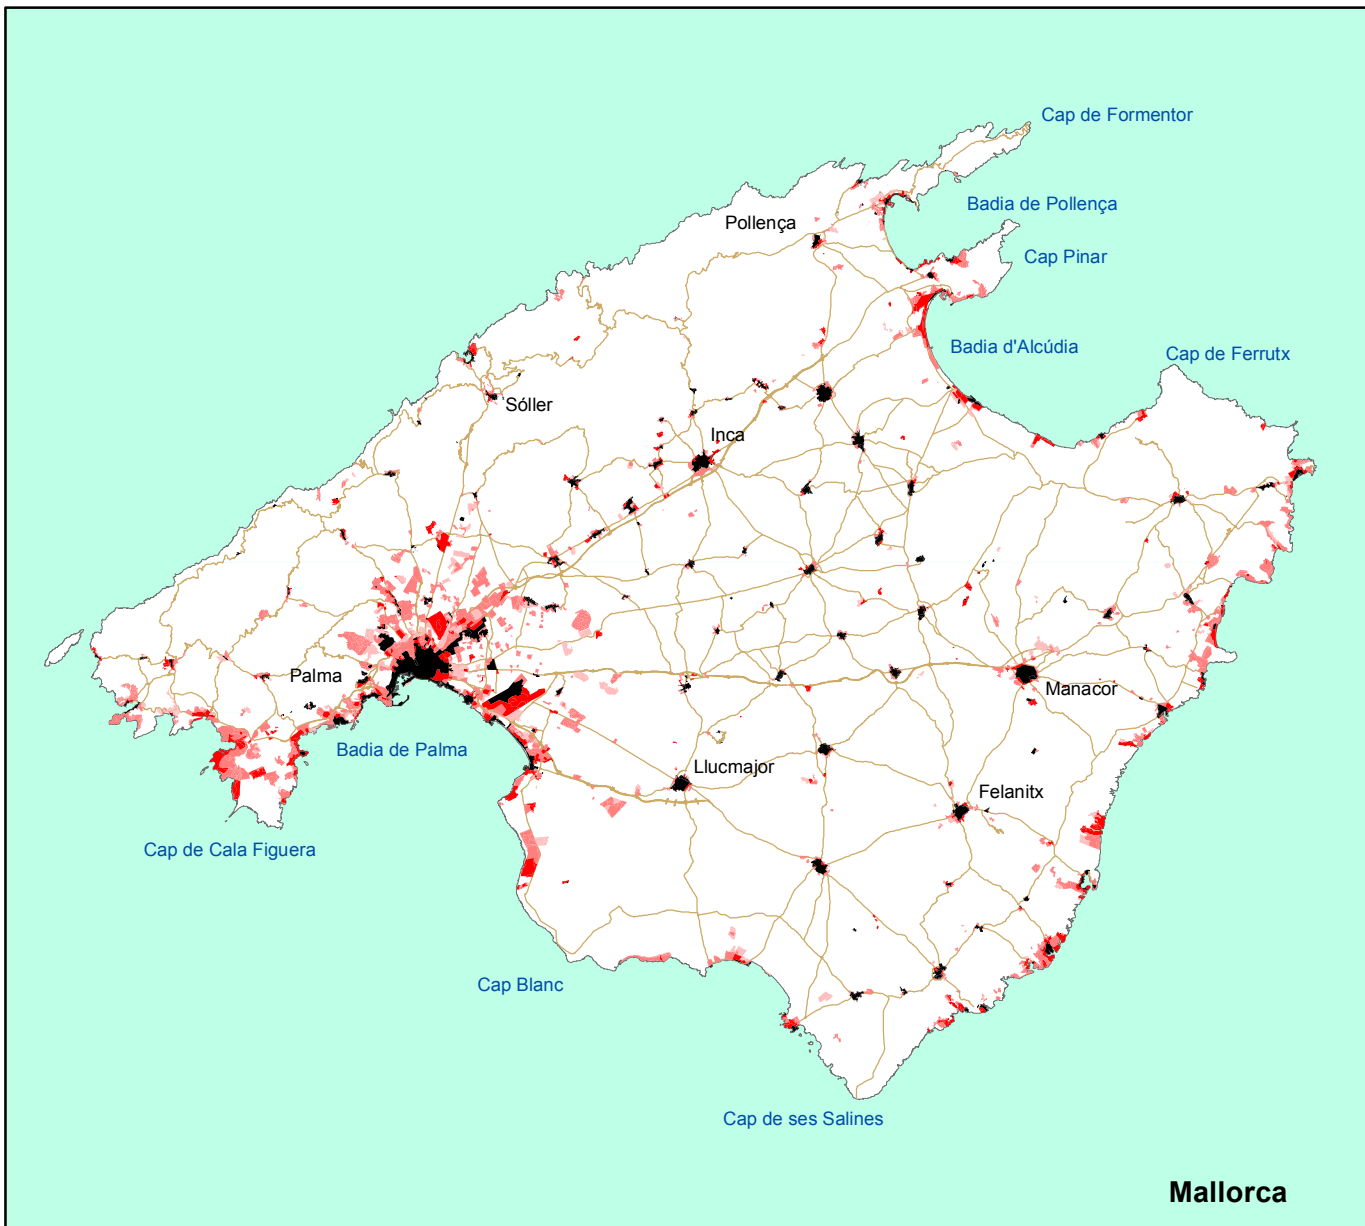 Cap de Formentor
Badia de Pollença
Pollença
Cap Pinar
Badia d'Alcúdia
Cap de Ferrutx
Sóller
Inca
Palma
Manacor
Badia de Palma
Llucmajor
Felanitx
Cap de Cala Figuera
Cap Blanc
Cap de ses Salines
Mallorca